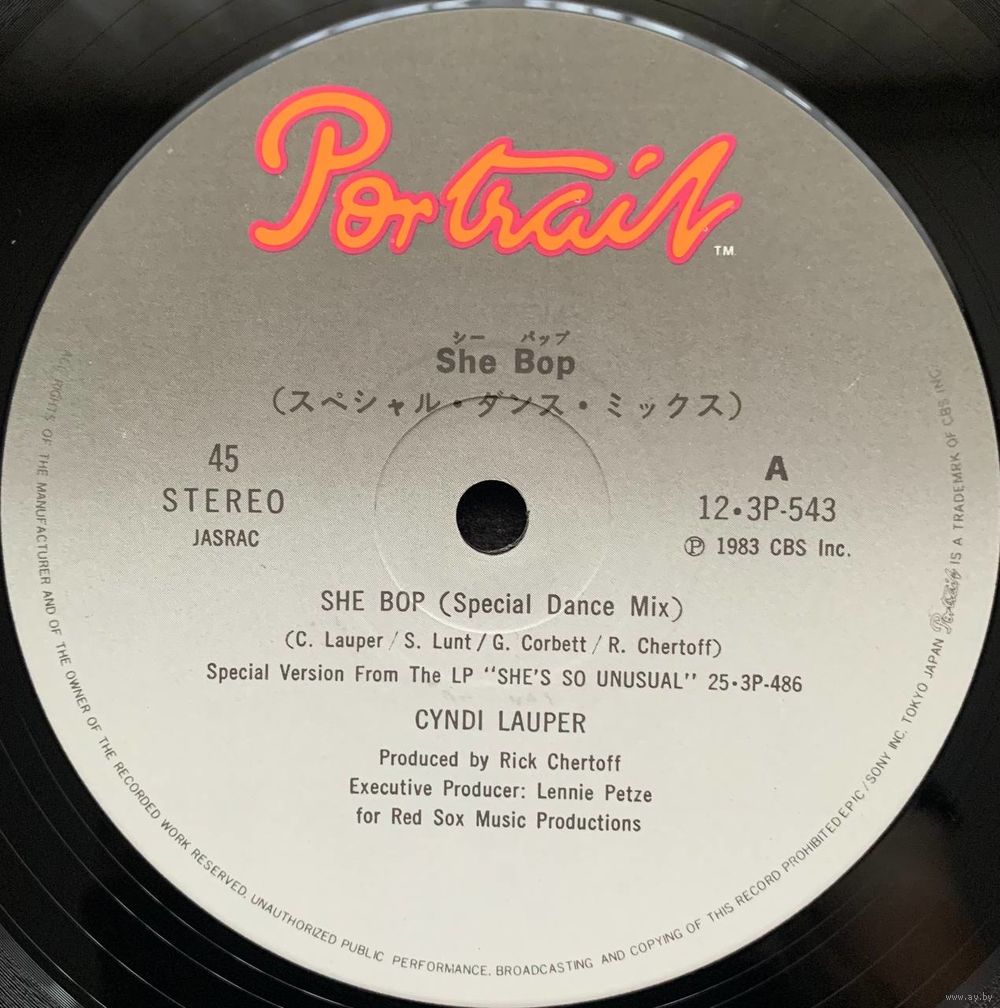 Portrait
TM
シー バップ
She Bop
(スペシャル・ダンス・ミックス)
45
STEREO
JASRAC
A
12・3P-543
Ⓟ 1983 CBS Inc.
SHE BOP (Special Dance Mix)
(C. Lauper / S. Lunt / G. Corbett / R. Chertoff)
Special Version From The LP "SHE'S SO UNUSUAL" 25・3P-486
CYNDI LAUPER
Produced by Rick Chertoff
Executive Producer: Lennie Petze
for Red Sox Music Productions
ALL RIGHTS OF THE MANUFACTURER AND OF THE OWNER OF THE RECORDED WORK RESERVED. UNAUTHORIZED PUBLIC PERFORMANCE. BROADCASTING AND COPYING OF THIS RECORD PROHIBITED EPIC/SONY INC. TOKYO JAPAN Portrait IS A TRADEMRK OF CBS INC.
www.ay.by